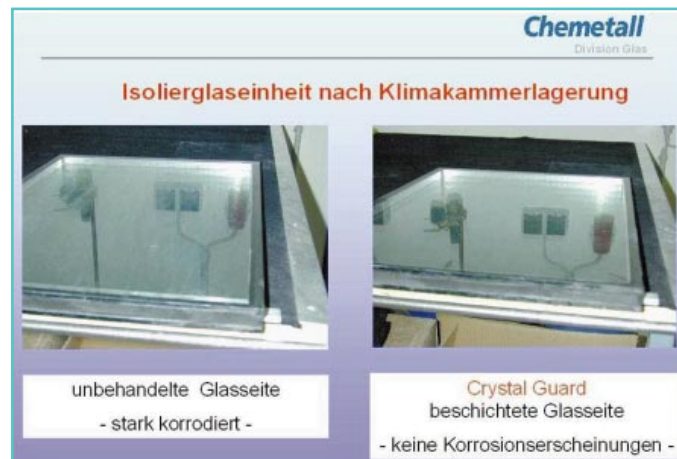 Chemetall
Division Glas
Isolierglaseinheit nach Klimakammerlagerung
unbehandelte Glasseite
- stark korrodiert -
Crystal Guard
beschichtete Glasseite
- keine Korrosionserscheinungen -